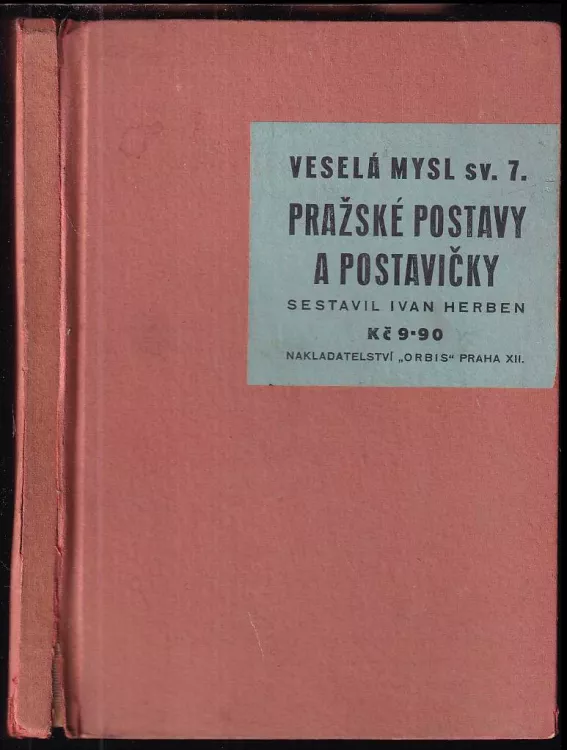 VESELÁ MYSL sv. 7.
PRAŽSKÉ POSTAVY
A POSTAVIČKY
SESTAVIL IVAN HERBEN
Kč 9·90
NAKLADATELSTVÍ „ORBIS“ PRAHA XII.